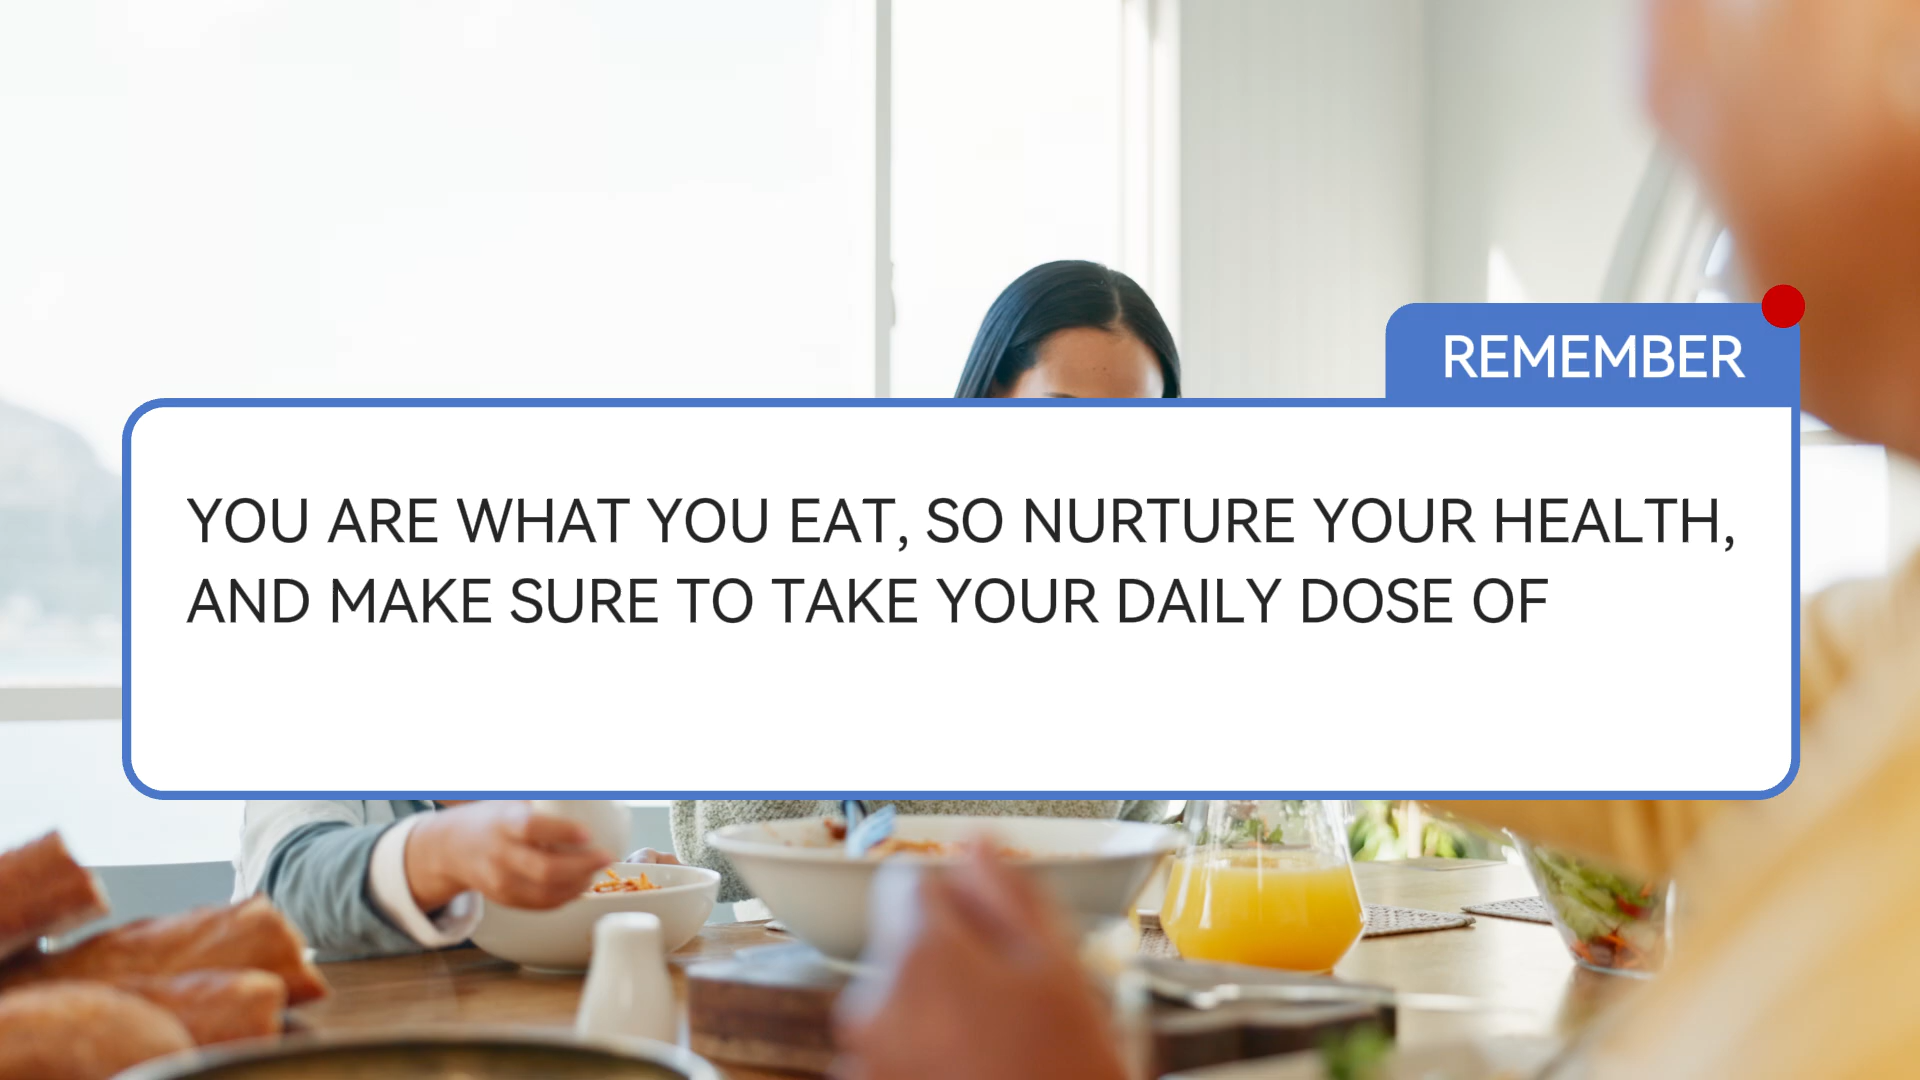 REMEMBER
YOU ARE WHAT YOU EAT, SO NURTURE YOUR HEALTH,
AND MAKE SURE TO TAKE YOUR DAILY DOSE OF